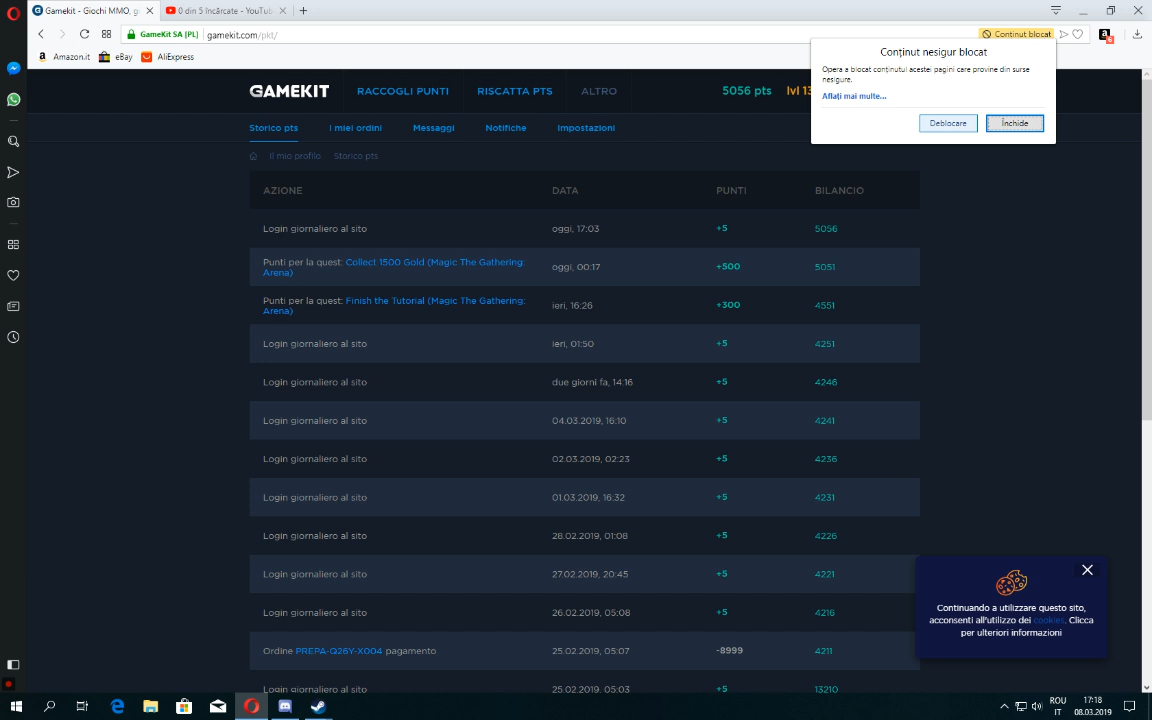 Gamekit - Giochi MMO, gi
0 din 5 încărcate - YouTube
GameKit SA [PL]
gamekit.com/pkt/
Conținut blocat
6
Amazon.it
eBay
AliExpress
Conținut nesigur blocat
Opera a blocat conținutul acestei pagini care provine din surse
nesigure.
Aflați mai multe...
Deblocare
Închide
GAMEKIT
RACCOGLI PUNTI
RISCATTA PTS
ALTRO
5056 pts
lvl 13
Storico pts
I miei ordini
Messaggi
Notifiche
Impostazioni
Il mio profilo
Storico pts
AZIONE
DATA
PUNTI
BILANCIO
Login giornaliero al sito
oggi, 17:03
+5
5056
Punti per la quest: Collect 1500 Gold (Magic The Gathering:
Arena)
oggi, 00:17
+500
5051
Punti per la quest: Finish the Tutorial (Magic The Gathering:
Arena)
ieri, 16:26
+300
4551
Login giornaliero al sito
ieri, 01:50
+5
4251
Login giornaliero al sito
due giorni fa, 14:16
+5
4246
Login giornaliero al sito
04.03.2019, 16:10
+5
4241
Login giornaliero al sito
02.03.2019, 02:23
+5
4236
Login giornaliero al sito
01.03.2019, 16:32
+5
4231
Login giornaliero al sito
28.02.2019, 01:08
+5
4226
Login giornaliero al sito
27.02.2019, 20:45
+5
4221
Login giornaliero al sito
26.02.2019, 05:08
+5
4216
Ordine PREPA-Q26Y-X004 pagamento
25.02.2019, 05:07
-8999
4211
Login giornaliero al sito
25.02.2019, 05:03
+5
13210
Continuando a utilizzare questo sito,
acconsenti all'utilizzo dei cookies. Clicca
per ulteriori informazioni
ROU
IT
17:18
08.03.2019